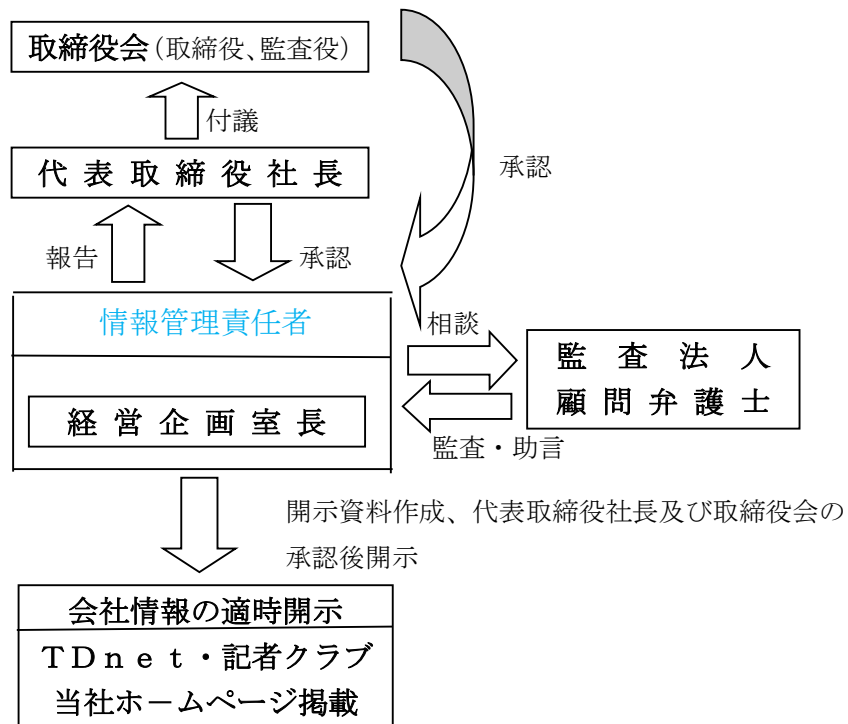 取締役会(取締役、監査役)
付議
代表取締役社長
承認
報告
承認
情報管理責任者
相談
監査法人
顧問弁護士
経営企画室長
監査・助言
開示資料作成、代表取締役社長及び取締役会の
承認後開示
会社情報の適時開示
TDnet・記者クラブ
当社ホームページ掲載